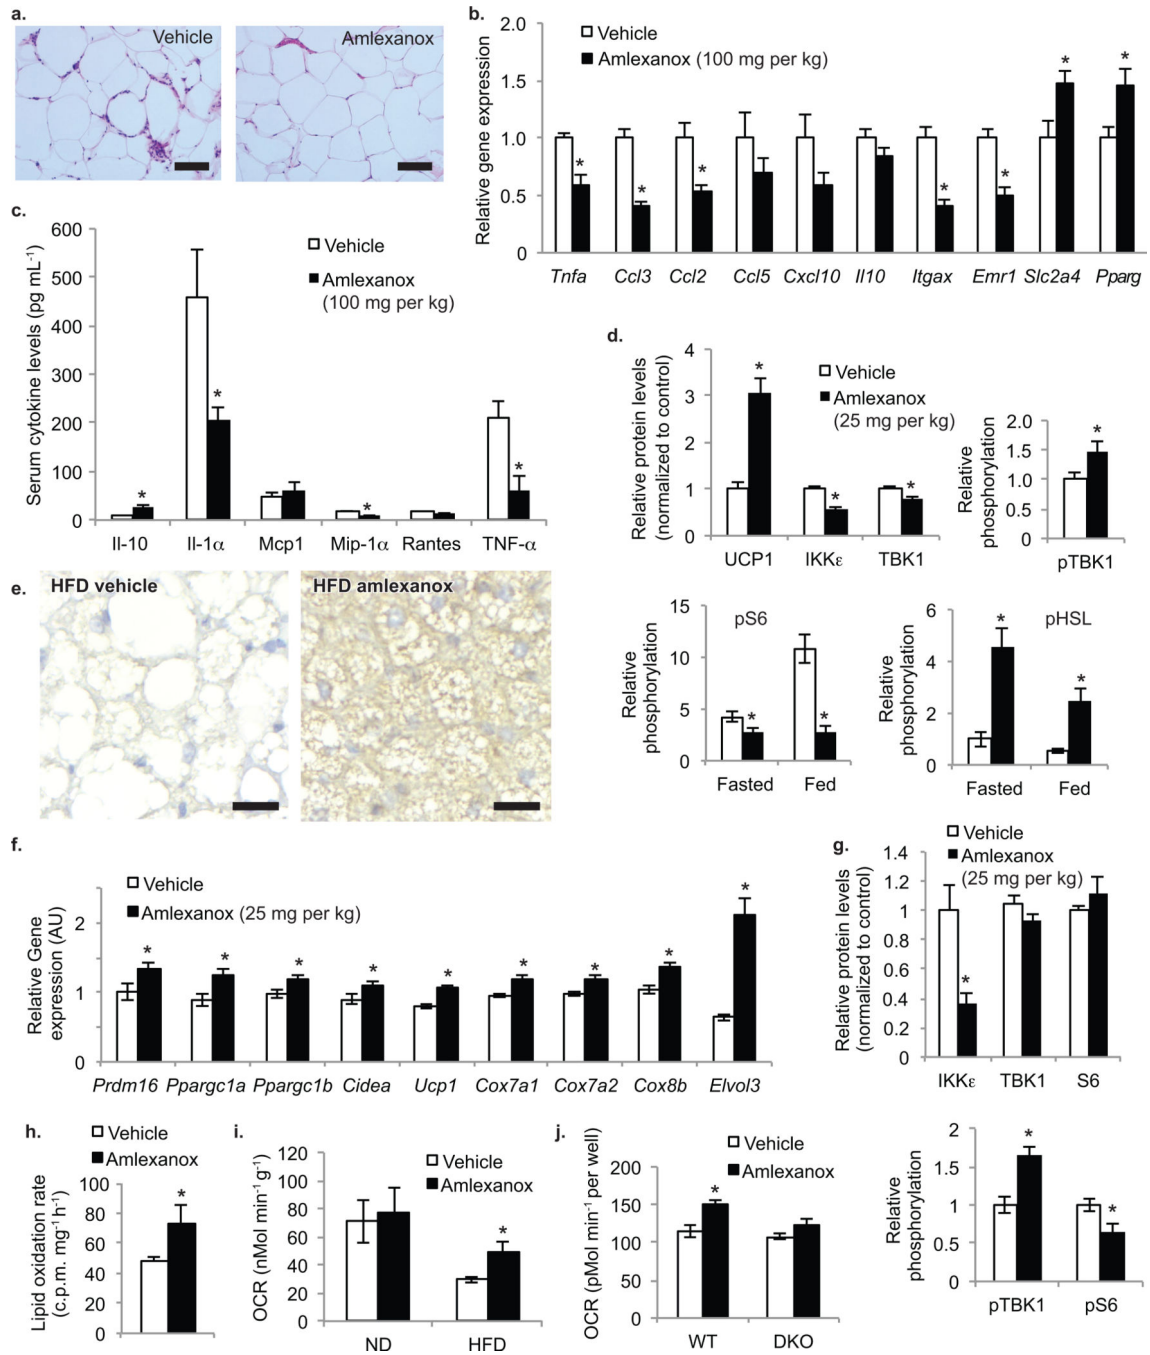 a.
Vehicle
Amlexanox
b.
Relative gene expression
2.0
1.5
1.0
0.5
0
Vehicle
Amlexanox (100 mg per kg)
*
*
*
*
*
*
*
Tnfa Ccl3 Ccl2 Ccl5 Cxcl10 Il10 Itgax Emr1 Slc2a4 Pparg
c.
Serum cytokine levels (pg mL⁻¹)
600
500
400
300
200
100
0
Vehicle
Amlexanox
(100 mg per kg)
*
*
*
*
Il-10 Il-1α Mcp1 Mip-1α Rantes TNF-α
d.
Relative protein levels
(normalized to control)
4
3
2
1
0
Vehicle
Amlexanox
(25 mg per kg)
*
*
*
UCP1 IKKε TBK1
Relative
phosphorylation
2.0
1.5
1.0
0.5
0
*
pTBK1
Relative
phosphorylation
15
10
5
0
pS6
*
*
Fasted Fed
Relative
phosphorylation
6
4
2
0
pHSL
*
*
Fasted Fed
e.
HFD vehicle
HFD amlexanox
f.
Relative Gene
expression (AU)
2
1
0
Vehicle
Amlexanox (25 mg per kg)
*
*
*
*
*
*
*
*
*
Prdm16 Ppargc1a Ppargc1b Cidea Ucp1 Cox7a1 Cox7a2 Cox8b Elvol3
g.
Relative protein levels
(normalized to control)
1.4
1.2
1
0.8
0.6
0.4
0.2
0
Vehicle
Amlexanox
(25 mg per kg)
*
IKKε TBK1 S6
Relative
phosphorylation
2
1.5
1
0.5
0
*
*
pTBK1 pS6
h.
Vehicle
Amlexanox
Lipid oxidation rate
(c.p.m. mg⁻¹ h⁻¹)
100
80
60
40
20
0
*
i.
OCR (nMol min⁻¹ g⁻¹)
120
100
80
60
40
20
0
Vehicle
Amlexanox
*
ND HFD
j.
OCR (pMol min⁻¹ per well)
200
150
100
50
0
Vehicle
Amlexanox
*
WT DKO